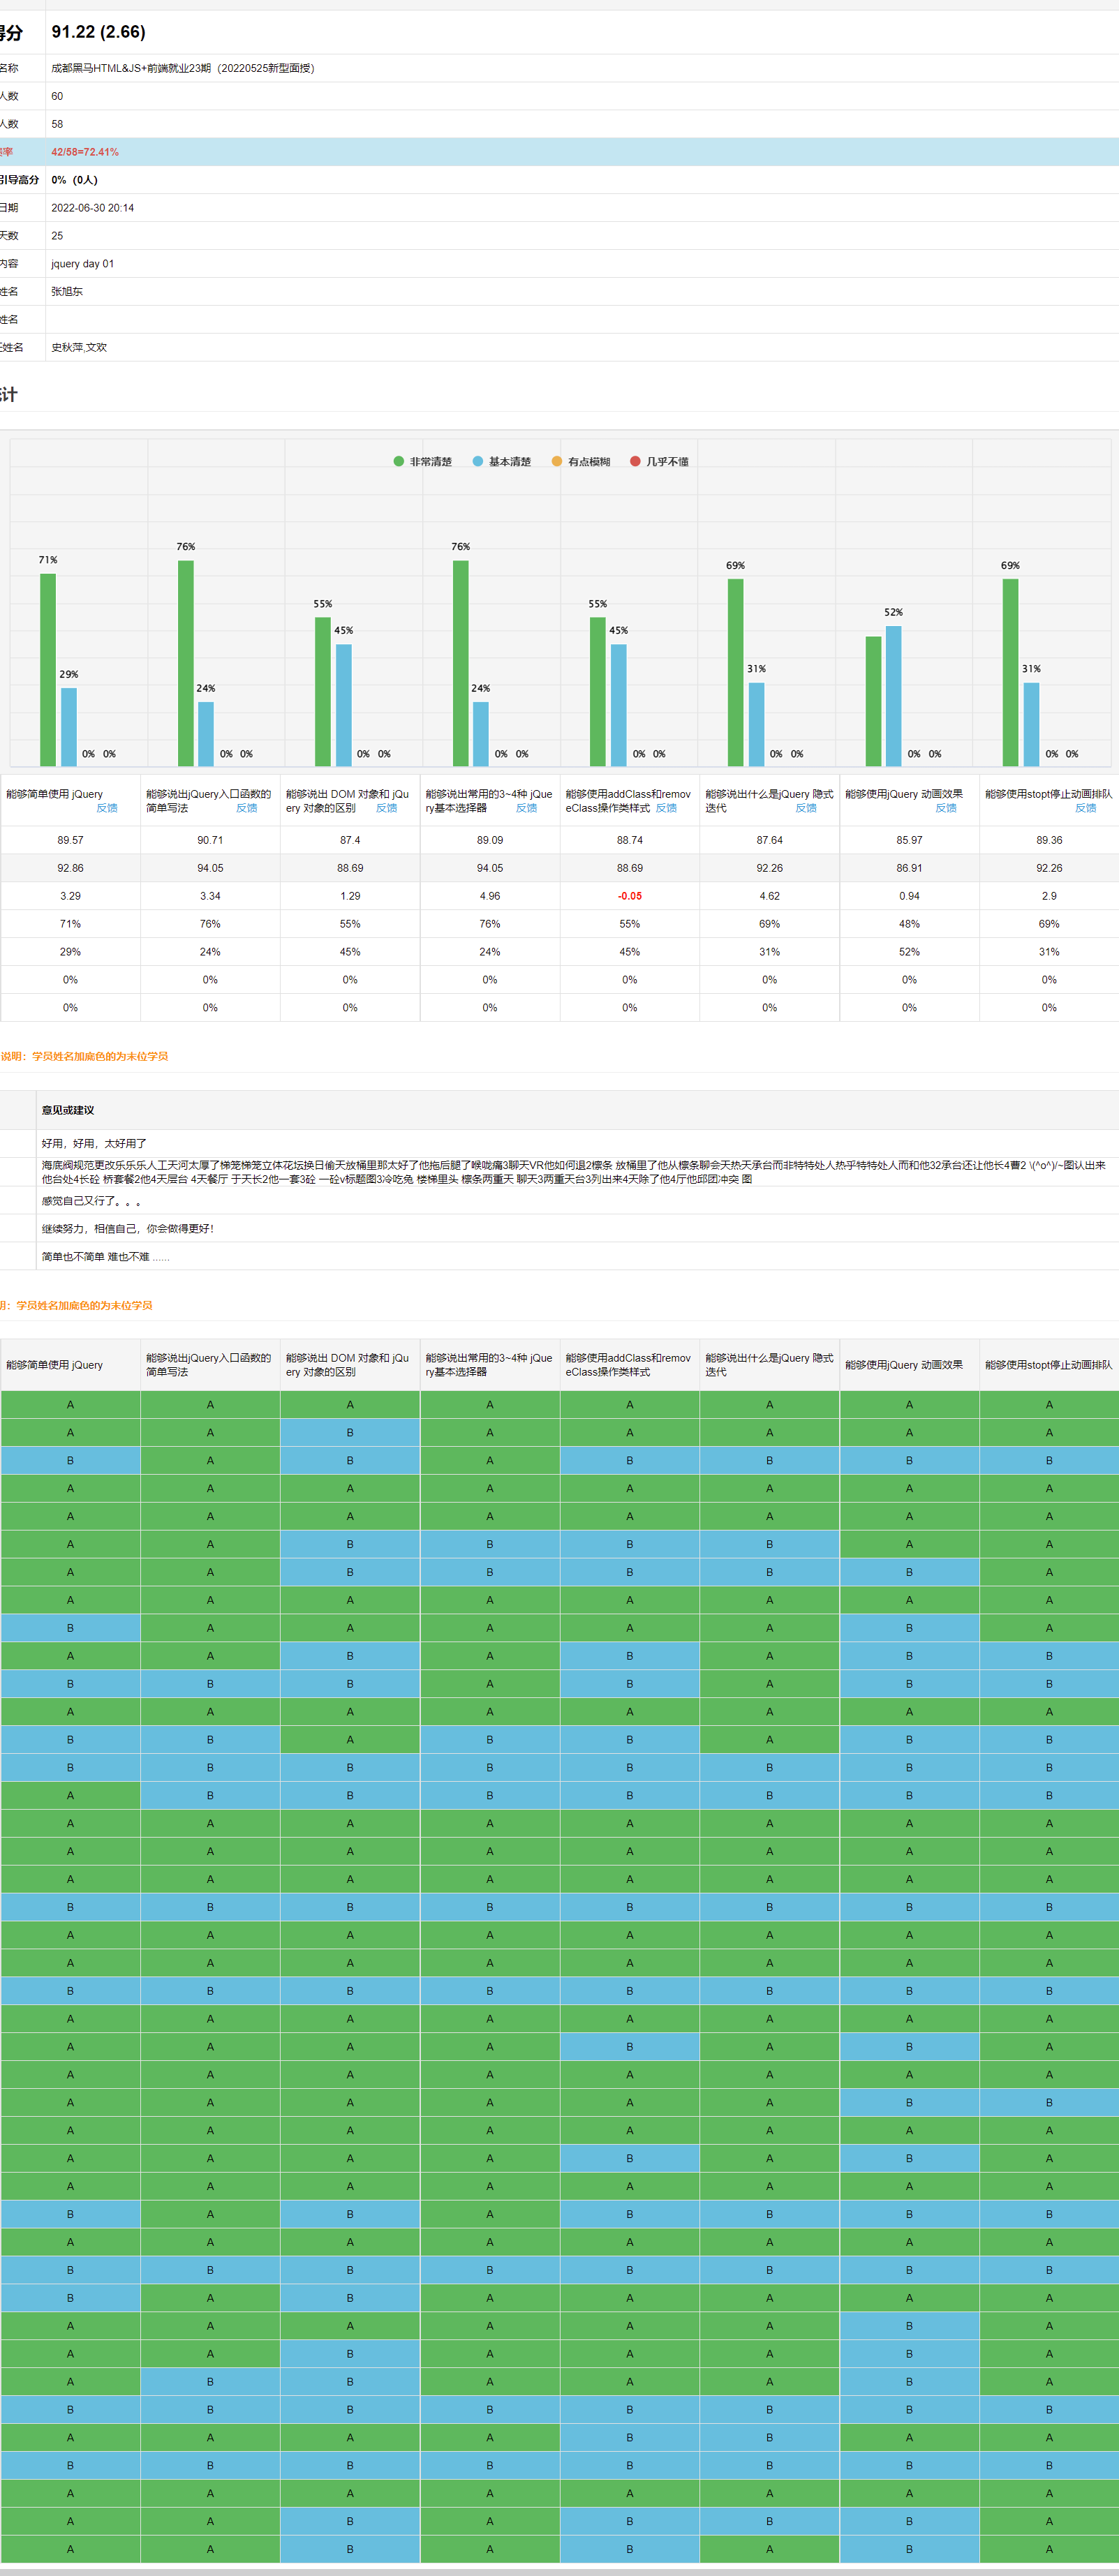 得分 91.22 (2.66)
名称 成都黑马HTML&JS+前端就业23期（20220525新型面授）
人数 60
人数 58
率 42/58=72.41%
引导高分 0%（0人）
日期 2022-06-30 20:14
天数 25
内容 jquery day 01
姓名 张旭东
姓名
姓名 史秋萍,文欢
计
非常清楚 基本清楚 有点模糊 几乎不懂
71% 29% 0% 0% 76% 24% 0% 0% 55% 45% 0% 0% 76% 24% 0% 0% 55% 45% 0% 0% 69% 31% 0% 0% 52% 0% 0% 69% 31% 0% 0%
能够简单使用 jQuery 反馈
能够说出jQuery入口函数的简单写法 反馈
能够说出 DOM 对象和 jQuery 对象的区别 反馈
能够说出常用的3~4种 jQuery基本选择器 反馈
能够使用addClass和removeClass操作类样式 反馈
能够说出什么是jQuery 隐式迭代 反馈
能够使用jQuery 动画效果 反馈
能够使用stopt停止动画排队 反馈
89.57 90.71 87.4 89.09 88.74 87.64 85.97 89.36
92.86 94.05 88.69 94.05 88.69 92.26 86.91 92.26
3.29 3.34 1.29 4.96 -0.05 4.62 0.94 2.9
71% 76% 55% 76% 55% 69% 48% 69%
29% 24% 45% 24% 45% 31% 52% 31%
0% 0% 0% 0% 0% 0% 0% 0%
0% 0% 0% 0% 0% 0% 0% 0%
说明：学员姓名加底色的为末位学员
意见或建议
好用，好用，太好用了
海底阀规范更改乐乐乐人工天河太厚了梯笼梯笼立体花坛换日偷天放桶里那太好了他拖后腿了喉咙痛3聊天VR他如何退2檩条 放桶里了他从檩条聊会天热天承台而非特特处人热乎特特处人而和他32承台还让他长4曹2 \(^o^)/~图认出来
他台处4长砼 桥套餐2他4天层台 4天餐厅 于天长2他一套3砼 一砼v标题图3冷吃兔 楼梯里头 檩条两重天 聊天3两重天台3列出来4天除了他4厅他邱团冲突 图
感觉自己又行了。。。
继续努力，相信自己，你会做得更好！
简单也不简单 难也不难 ......
明：学员姓名加底色的为末位学员
能够简单使用 jQuery
能够说出jQuery入口函数的简单写法
能够说出 DOM 对象和 jQuery 对象的区别
能够说出常用的3~4种 jQuery基本选择器
能够使用addClass和removeClass操作类样式
能够说出什么是jQuery 隐式迭代
能够使用jQuery 动画效果
能够使用stopt停止动画排队
A A A A A A A A
A A B A A A A A
B A B A B B B B
A A A A A A A A
A A A A A A A A
A A B B B B A A
A A B B B B B A
A A A A A A A A
B A A A A A B A
A A B A B A B B
B B B A B A B B
A A A A A A A A
B B A B B A B B
B B B B B B B B
A B B B B B B B
A A A A A A A A
A A A A A A A A
A A A A A A A A
B B B B B B B B
A A A A A A A A
A A A A A A A A
B B B B B B B B
A A A A A A A A
A A A A B A B A
A A A A A A A A
A A A A A A B B
A A A A A A A A
A A A A B A B A
A A A A A A A A
B A B A B B B B
A A A A A A A A
B B B B B B B B
B A B A A A A A
A A A A A A B A
A A B A A A B A
A B B A A A B A
B B B B B B B B
A A A A B B A A
B B B B B B B B
A A A A A A A A
A A B A B B B A
A A B A B A B A